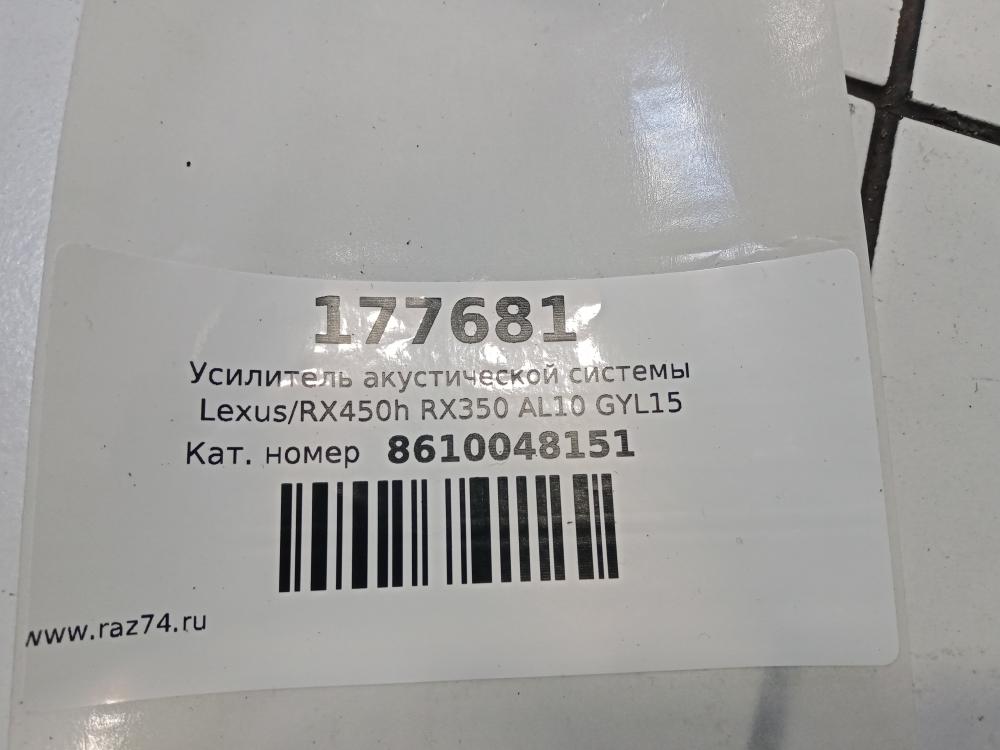 177681
Усилитель акустической системы
Lexus/RX450h RX350 AL10 GYL15
Кат. номер 8610048151
www.raz74.ru